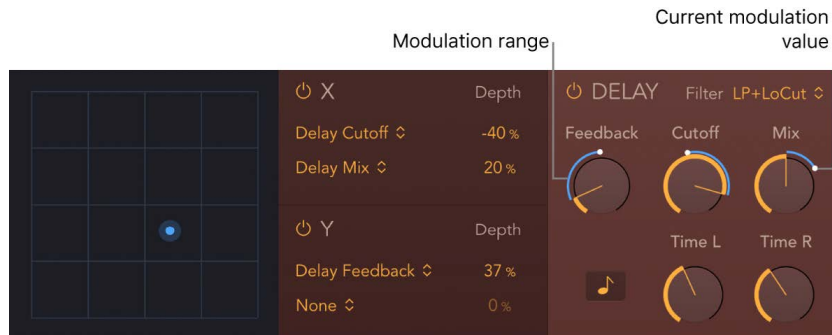 Current modulation
value
Modulation range
X Depth
Delay Cutoff -40 %
Delay Mix 20 %
Y Depth
Delay Feedback 37 %
None 0 %
DELAY Filter LP+LoCut
Feedback Cutoff Mix
Time L Time R